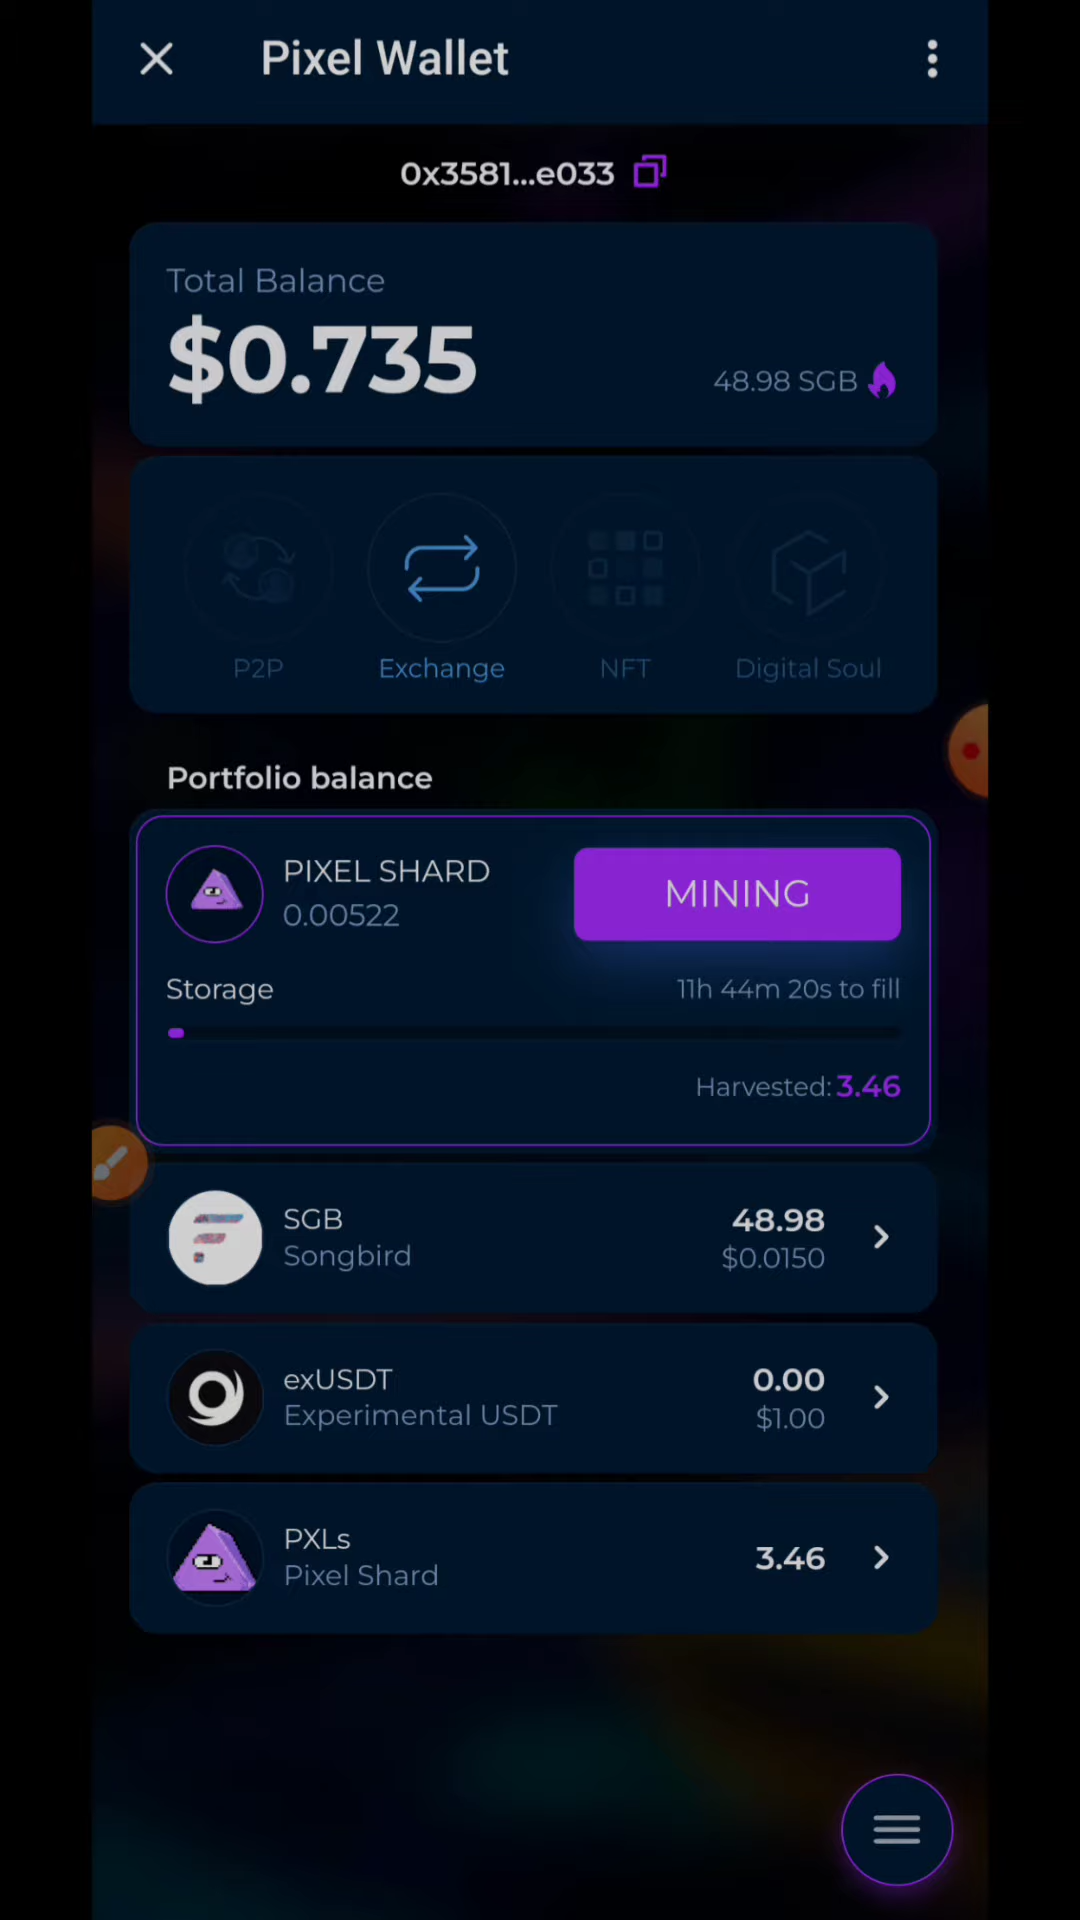 Pixel Wallet
0x3581...e033
Total Balance
$0.735
48.98 SGB
P2P
Exchange
NFT
Digital Soul
Portfolio balance
PIXEL SHARD
0.00522
MINING
Storage
11h 44m 20s to fill
Harvested: 3.46
SGB
48.98
Songbird
$0.0150
exUSDT
0.00
Experimental USDT
$1.00
PXLs
3.46
Pixel Shard